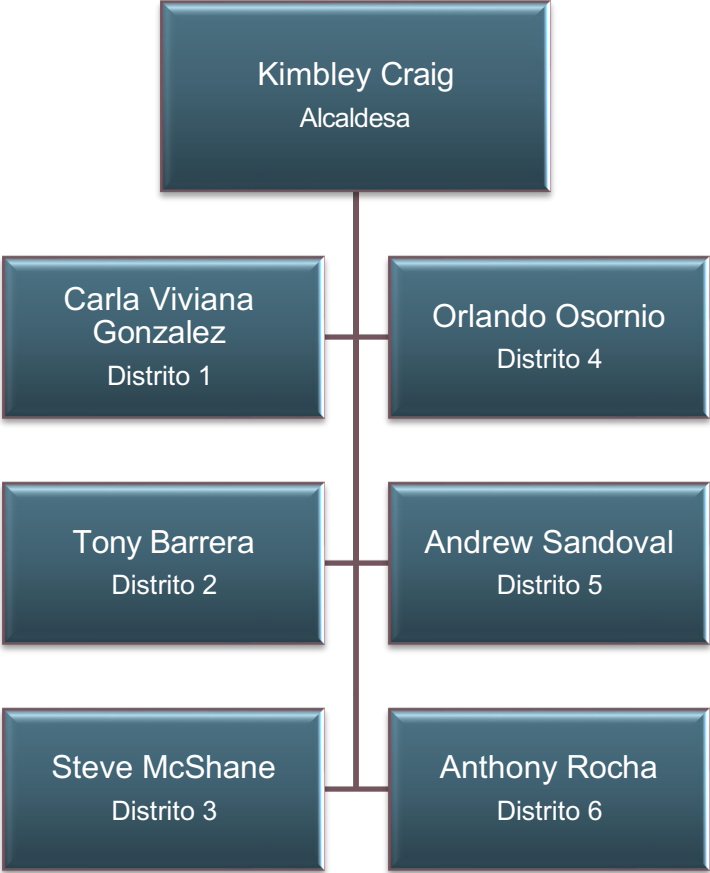 Kimbley Craig
Alcaldesa
Carla Viviana
Gonzalez
Distrito 1
Orlando Osornio
Distrito 4
Tony Barrera
Distrito 2
Andrew Sandoval
Distrito 5
Steve McShane
Distrito 3
Anthony Rocha
Distrito 6